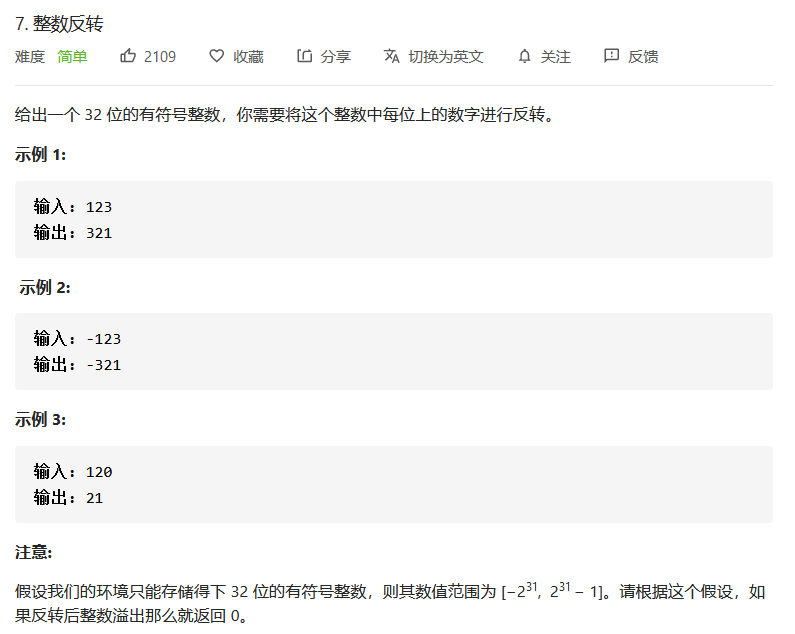 7. 整数反转
难度 简单 2109 收藏 分享 切换为英文 关注 反馈
给出一个 32 位的有符号整数，你需要将这个整数中每位上的数字进行反转。
示例 1:
输入: 123
输出: 321
示例 2:
输入: -123
输出: -321
示例 3:
输入: 120
输出: 21
注意:
假设我们的环境只能存储得下 32 位的有符号整数，则其数值范围为 [−2³¹, 2³¹ − 1]。请根据这个假设，如
果反转后整数溢出那么就返回 0。